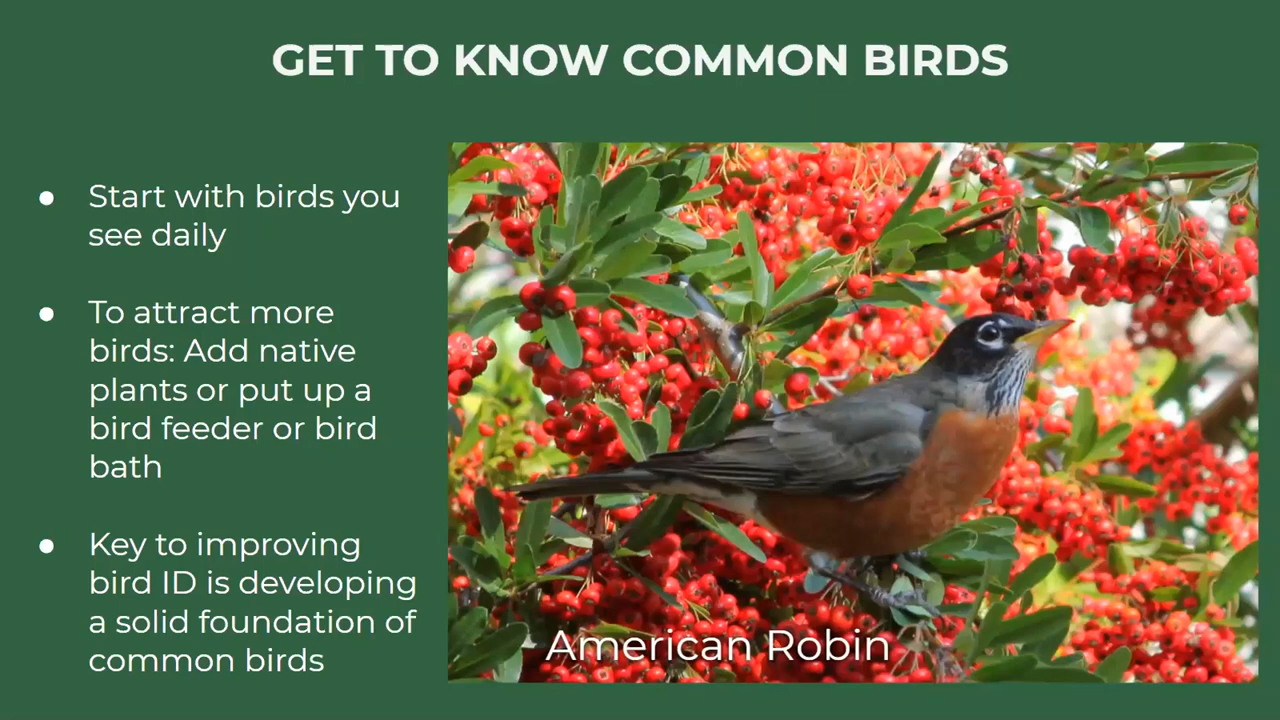 GET TO KNOW COMMON BIRDS
● Start with birds you
see daily
● To attract more
birds: Add native
plants or put up a
bird feeder or bird
bath
● Key to improving
bird ID is developing
a solid foundation of
common birds
American Robin